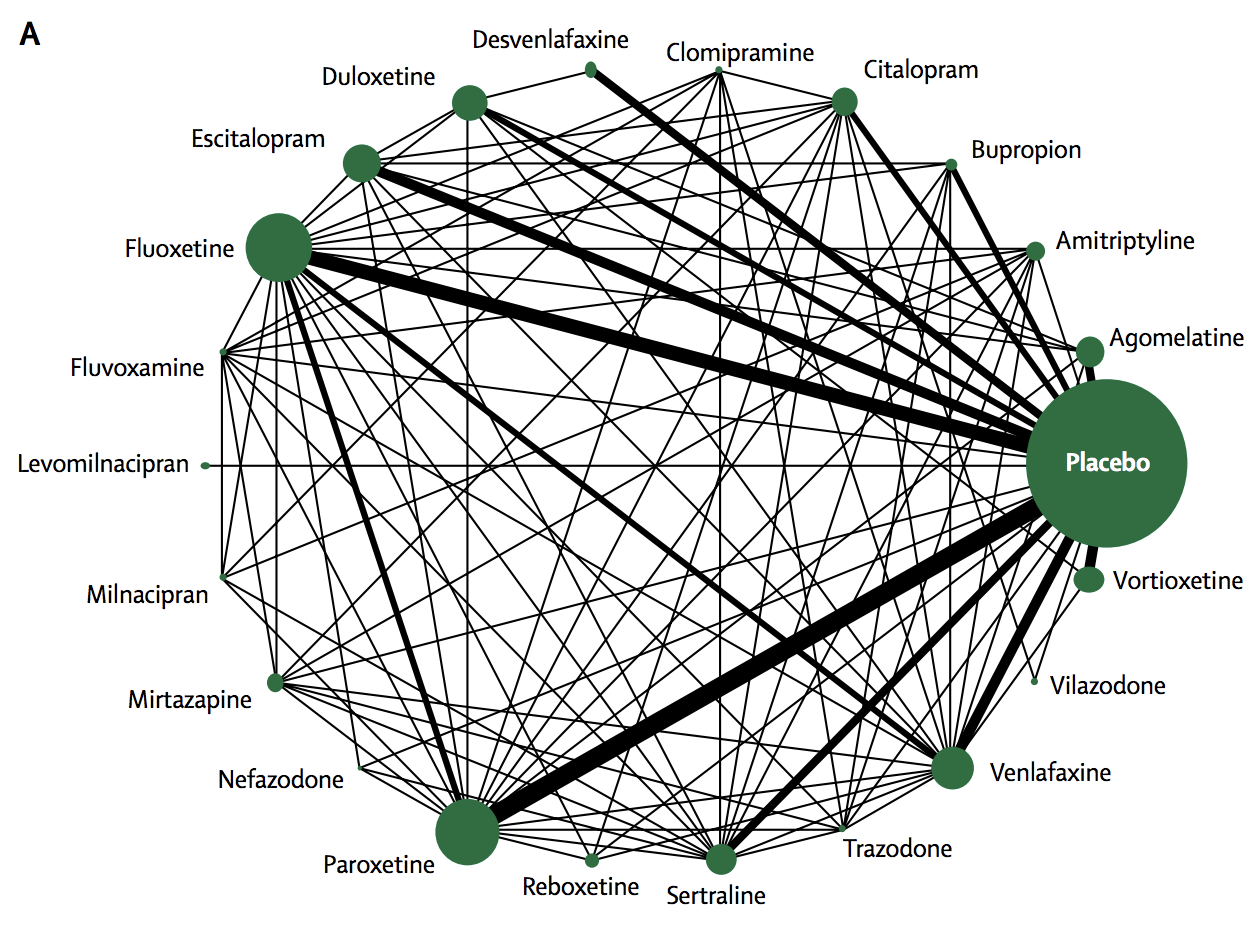 A
Desvenlafaxine
Clomipramine
Duloxetine
Citalopram
Escitalopram
Bupropion
Fluoxetine
Amitriptyline
Fluvoxamine
Agomelatine
Levomilnacipran
Placebo
Milnacipran
Vortioxetine
Mirtazapine
Vilazodone
Nefazodone
Venlafaxine
Paroxetine
Trazodone
Reboxetine
Sertraline